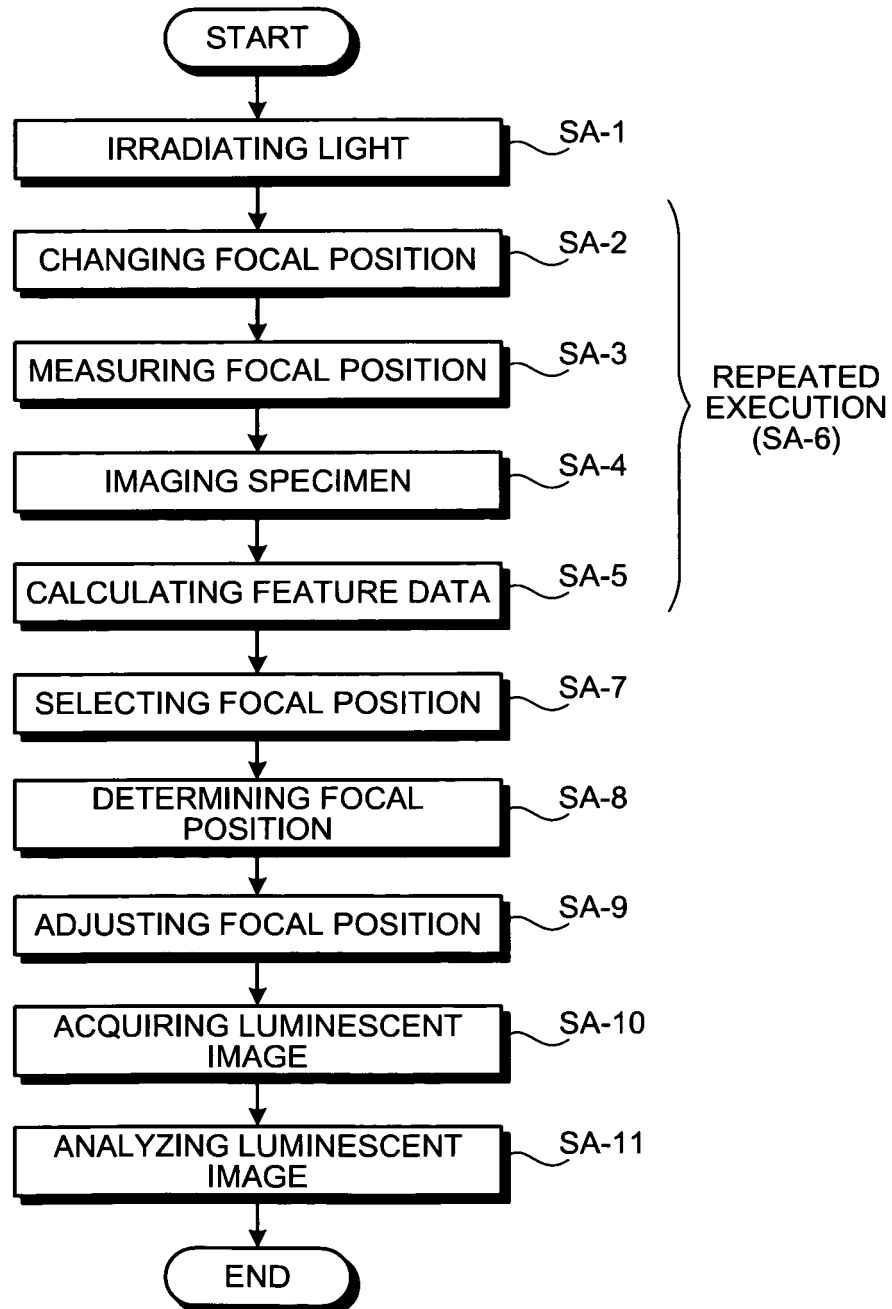 START
IRRADIATING LIGHT
SA-1
CHANGING FOCAL POSITION
SA-2
MEASURING FOCAL POSITION
SA-3
IMAGING SPECIMEN
SA-4
CALCULATING FEATURE DATA
SA-5
REPEATED
EXECUTION
(SA-6)
SELECTING FOCAL POSITION
SA-7
DETERMINING FOCAL
POSITION
SA-8
ADJUSTING FOCAL POSITION
SA-9
ACQUIRING LUMINESCENT
IMAGE
SA-10
ANALYZING LUMINESCENT
IMAGE
SA-11
END